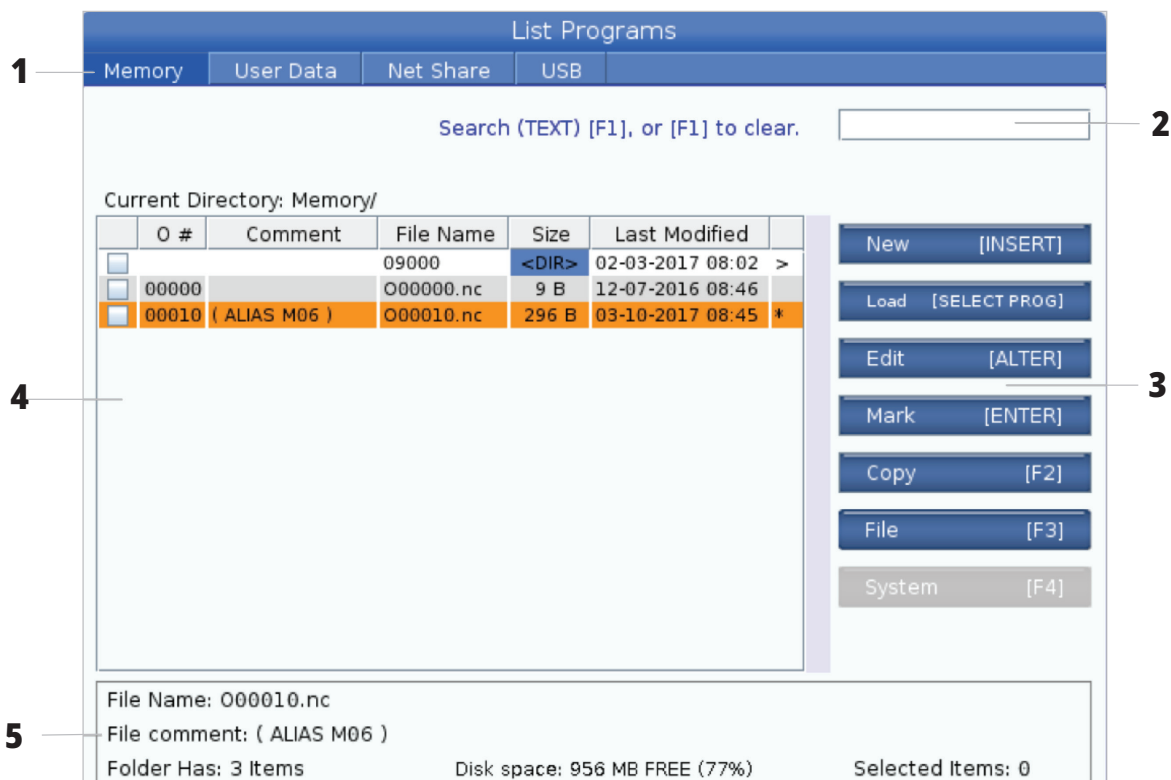 List Programs
1
Memory User Data Net Share USB
Search (TEXT) [F1], or [F1] to clear.
2
Current Directory: Memory/
O # Comment File Name Size Last Modified
09000 <DIR> 02-03-2017 08:02 >
00000 O00000.nc 9 B 12-07-2016 08:46
00010 ( ALIAS M06 ) O00010.nc 296 B 03-10-2017 08:45 *
New [INSERT]
Load [SELECT PROG]
Edit [ALTER]
3
Mark [ENTER]
Copy [F2]
File [F3]
System [F4]
4
File Name: O00010.nc
5
File comment: ( ALIAS M06 )
Folder Has: 3 Items Disk space: 956 MB FREE (77%) Selected Items: 0